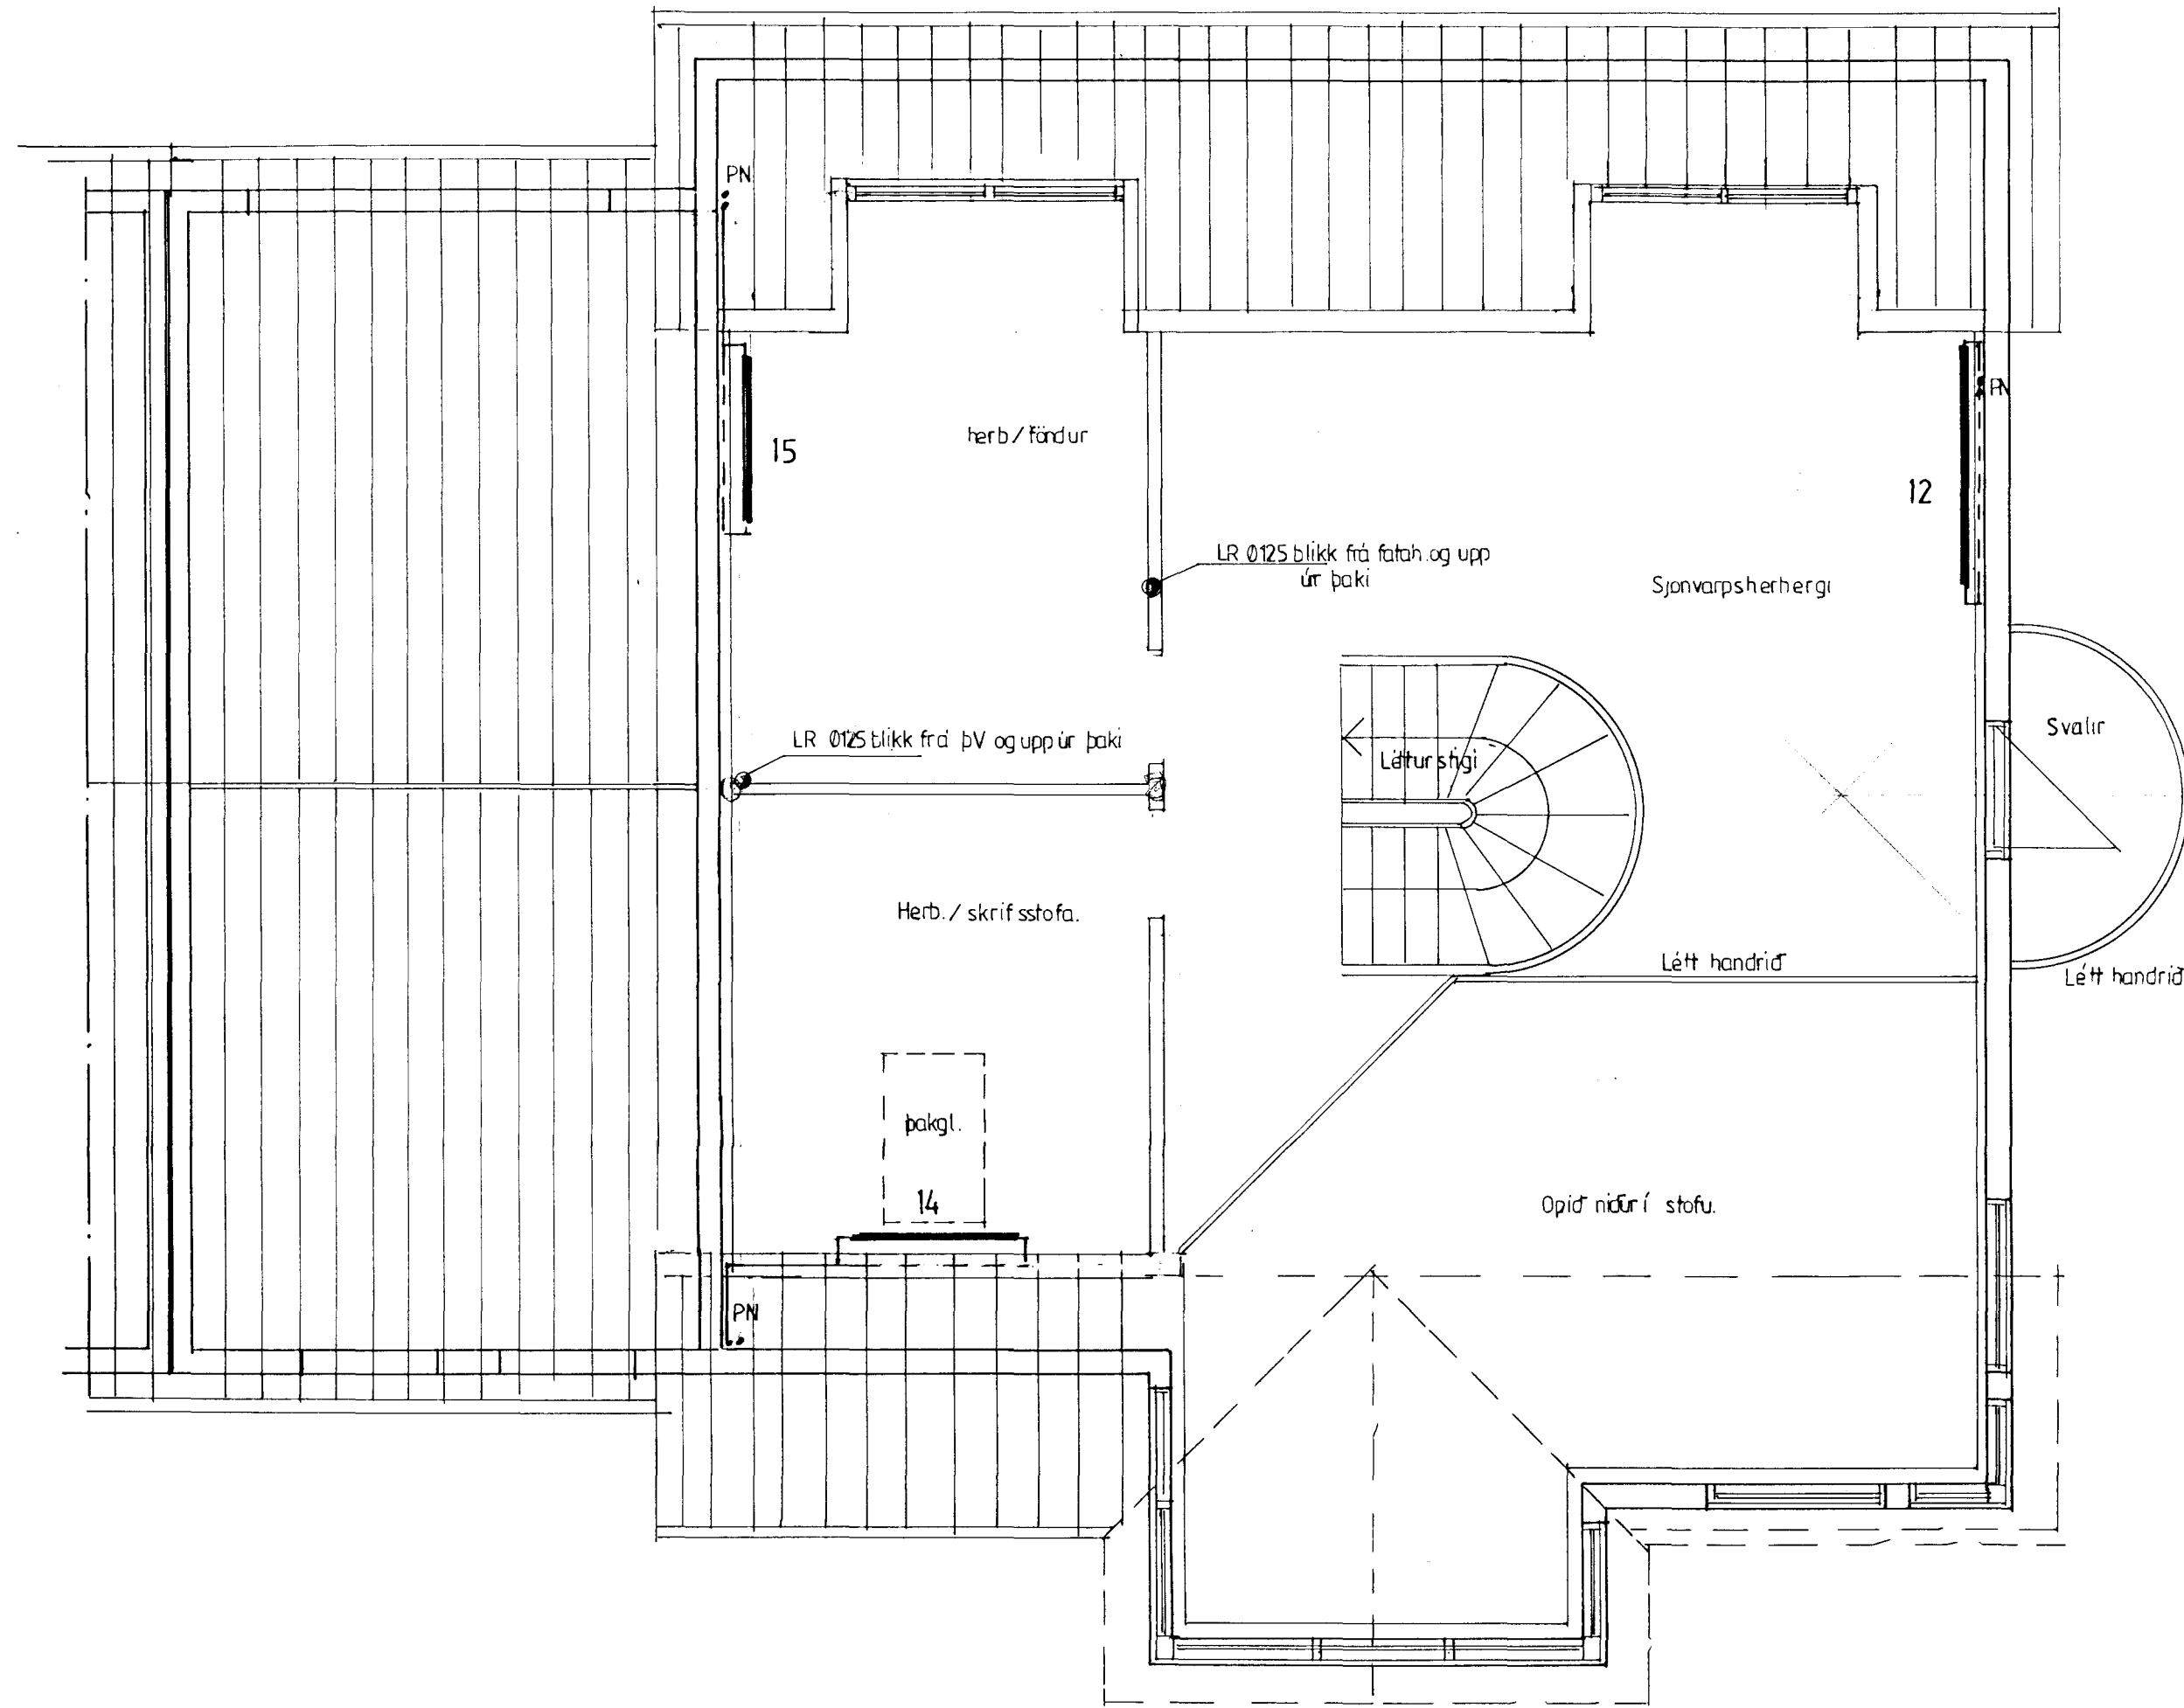 PN
PN
herb/föndur
15
12
LR Ø125 blikk frá fatah. og upp
úr þaki
Sjonvarpsherhergi
Svalir
LR Ø125 blikk frá þV og upp úr þaki
Léttur stigi
Herb./ skrifsstofa.
Létt handrið
Létt handrið
þakgl.
14
Opið niður í stofu.
PN